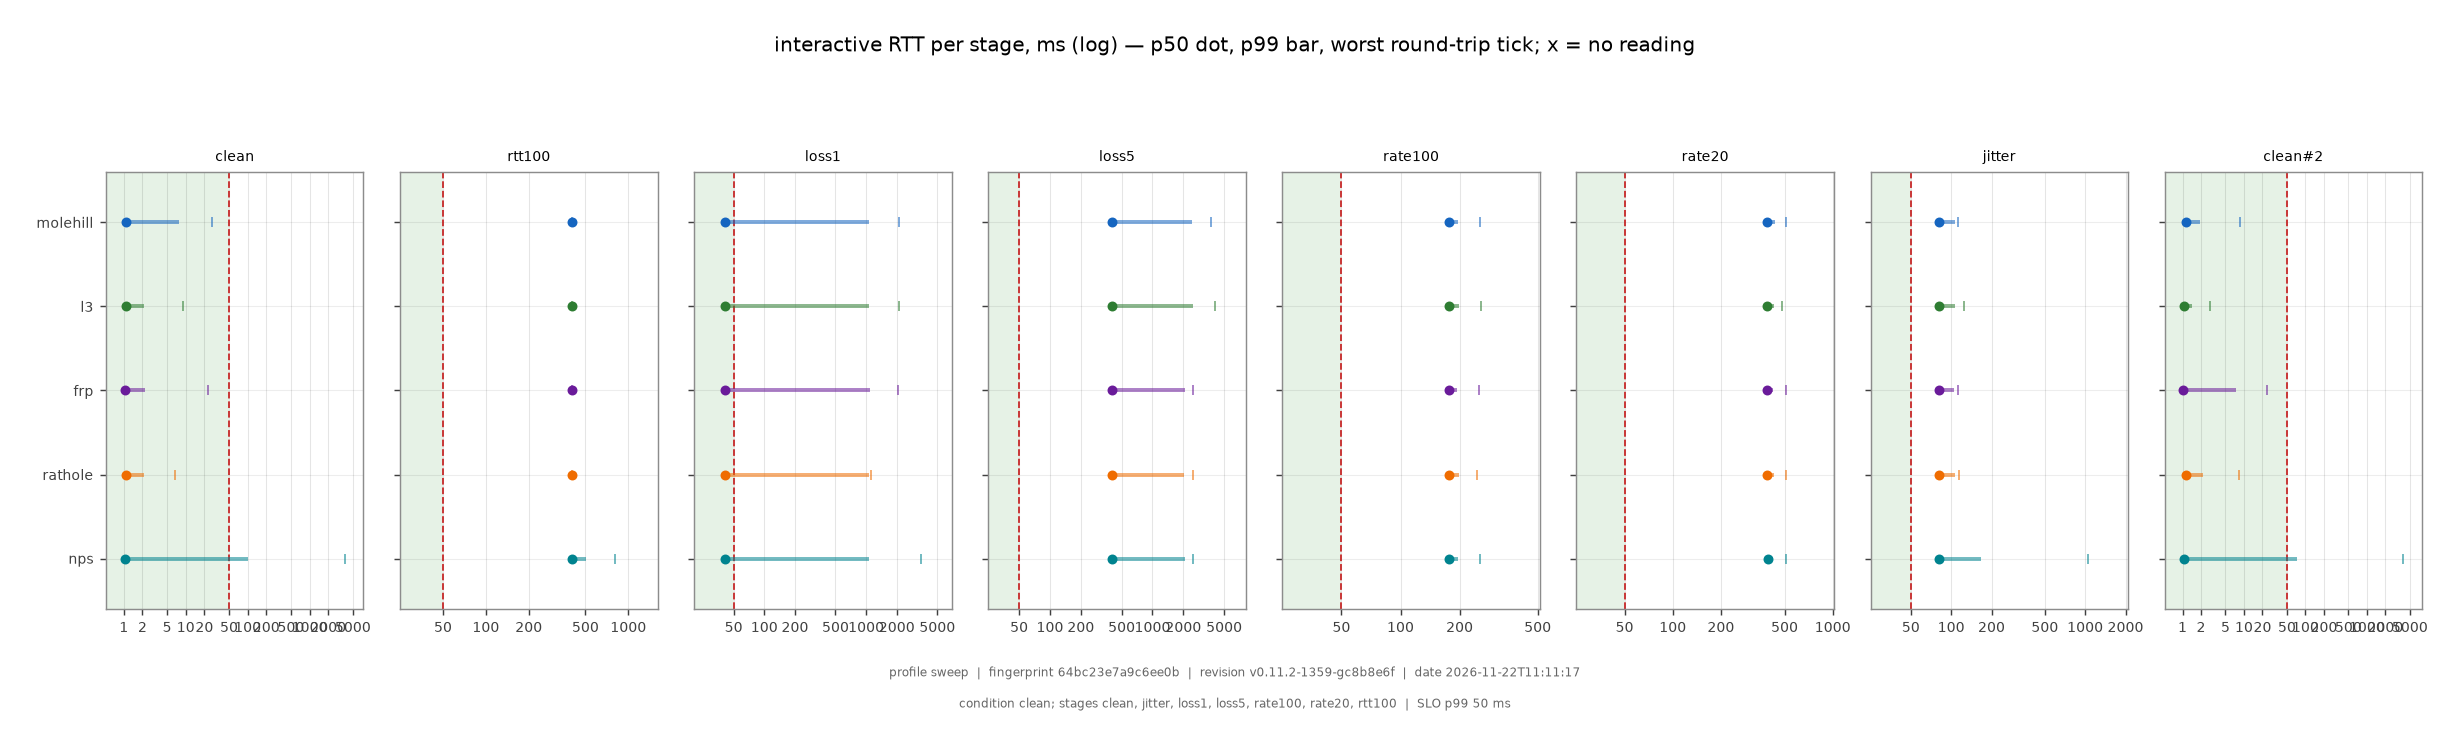 interactive RTT per stage, ms (log) — p50 dot, p99 bar, worst round-trip tick; x = no reading
clean rtt100 loss1 loss5 rate100 rate20 jitter clean#2
molehill
l3
frp
rathole
nps
1 2 5 10 20 50 100 200 500 1000 2000 5000
50 100 200 500 1000
50 100 200 500 1000 2000 5000
50 100 200 500 1000 2000 5000
50 100 200 500
50 100 200 500 1000
50 100 200 500 1000 2000
1 2 5 10 20 50 100 200 500 1000 2000 5000
profile sweep | fingerprint 64bc23e7a9c6ee0b | revision v0.11.2-1359-gc8b8e6f | date 2026-11-22T11:11:17
condition clean; stages clean, jitter, loss1, loss5, rate100, rate20, rtt100 | SLO p99 50 ms